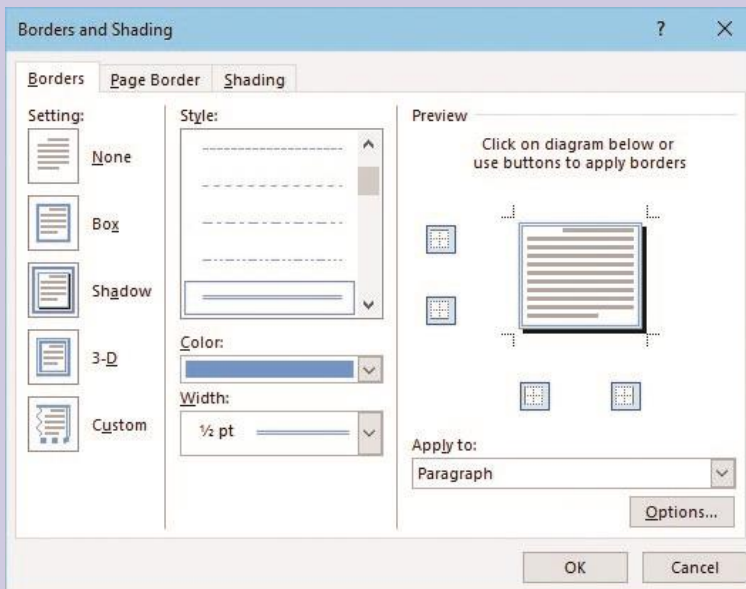 Borders and Shading ?
Borders Page Border Shading
Setting:
None
Box
Shadow
3-D
Custom
Style:
Color:
Width:
½ pt
Preview
Click on diagram below or
use buttons to apply borders
Apply to:
Paragraph
Options...
OK Cancel